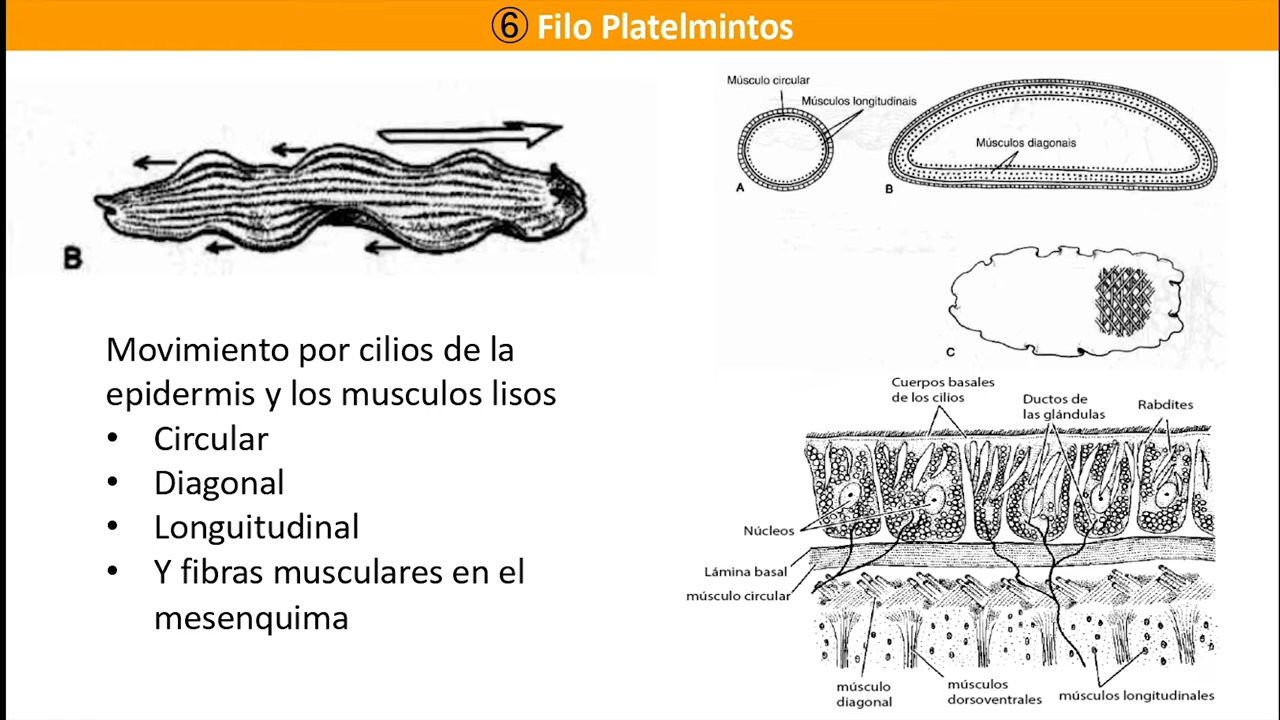 ⑥ Filo Platelmintos
B
Movimiento por cilios de la
epidermis y los musculos lisos
• Circular
• Diagonal
• Longuitudinal
• Y fibras musculares en el
mesenquima
Músculo circular
Músculos longitudinais
A
Músculos diagonais
B
C
Cuerpos basales
de los cilios
Ductos de
las glándulas
Rabdites
Núcleos
Lámina basal
músculo circular
músculo
diagonal
músculos
dorsoventrales
músculos longitudinales